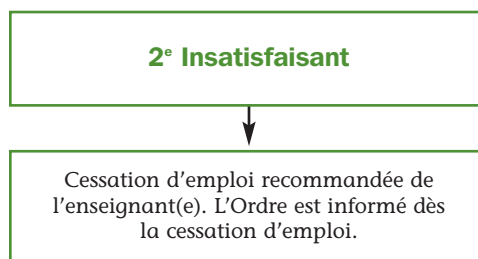 2e Insatisfaisant
Cessation d’emploi recommandée de
l’enseignant(e). L’Ordre est informé dès
la cessation d’emploi.